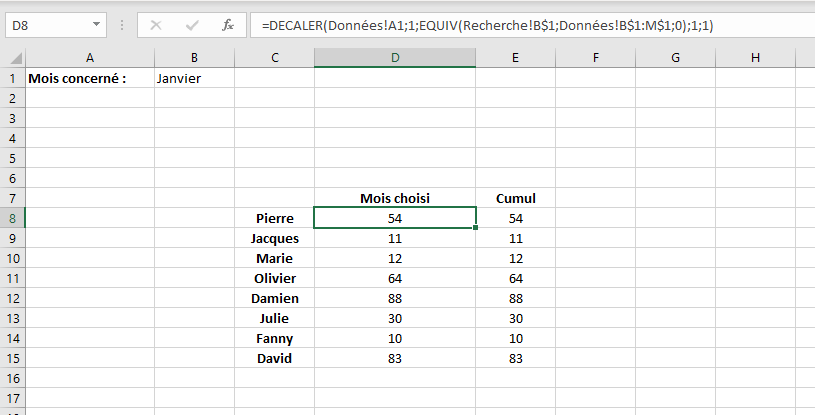 D8 fx =DECALER(Données!A1;1;EQUIV(Recherche!B$1;Données!B$1:M$1;0);1;1)
A B C D E F G H
1 Mois concerné : Janvier
2
3
4
5
6
7 Mois choisi Cumul
8 Pierre 54 54
9 Jacques 11 11
10 Marie 12 12
11 Olivier 64 64
12 Damien 88 88
13 Julie 30 30
14 Fanny 10 10
15 David 83 83
16
17